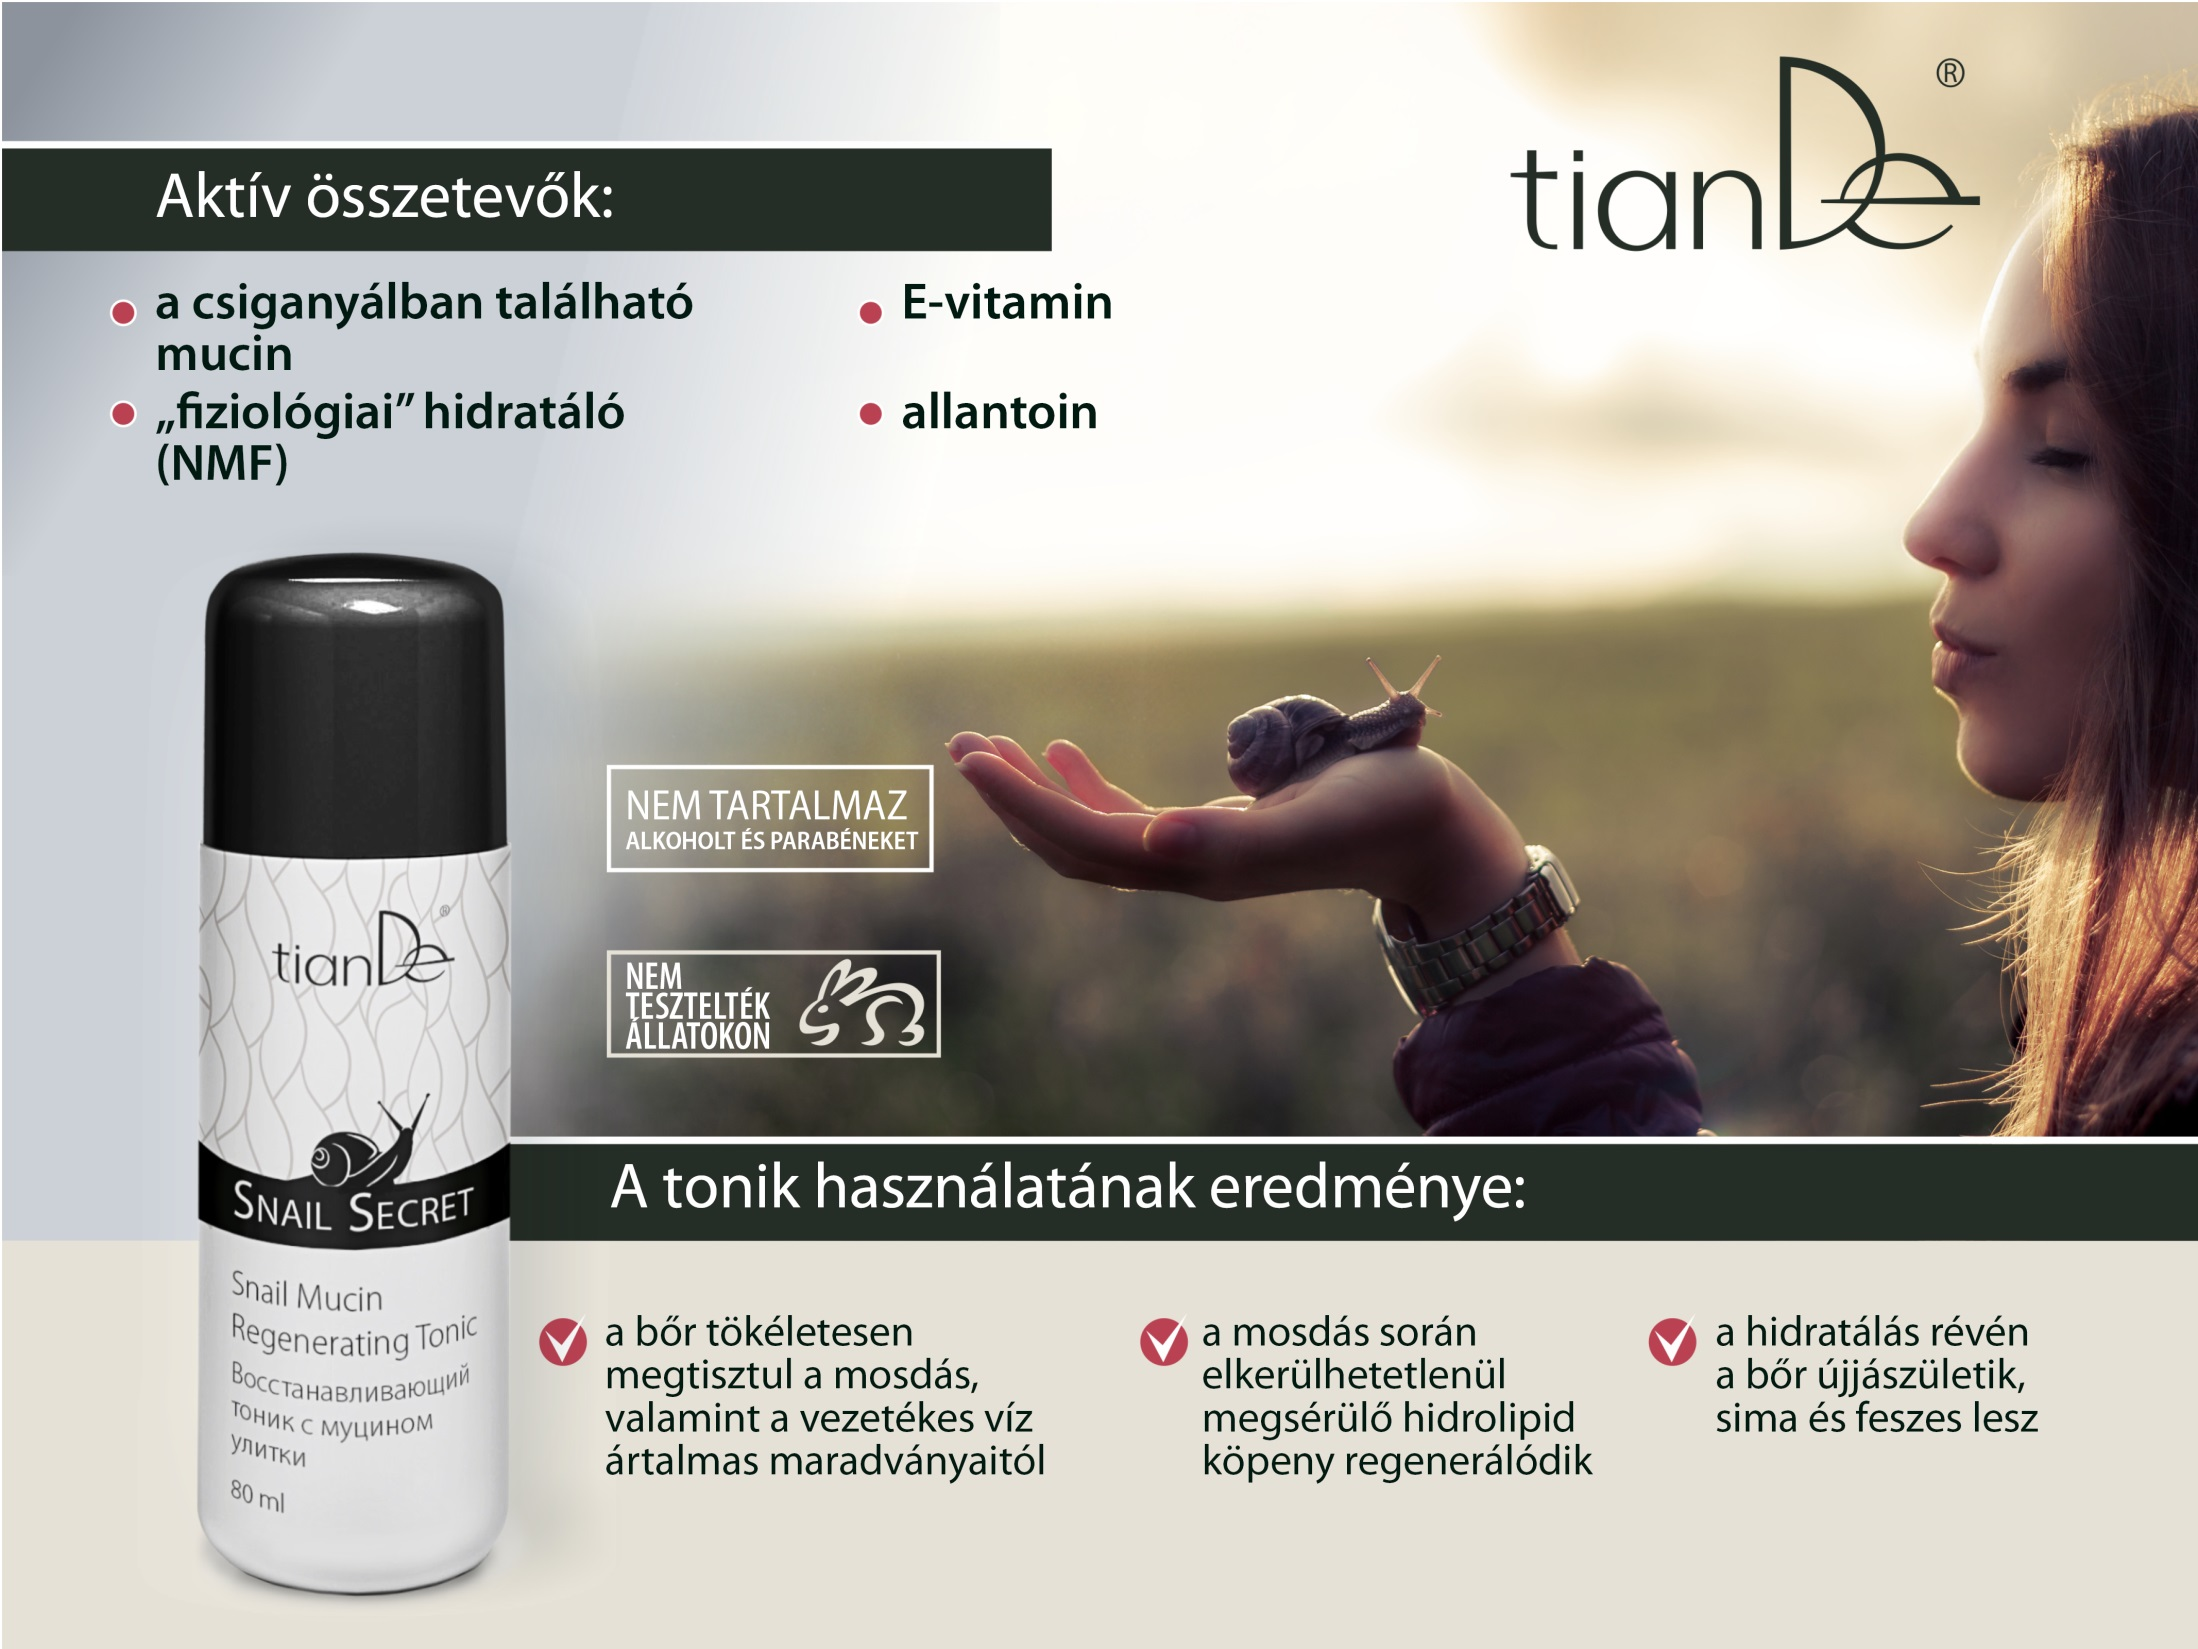 tianDe®
Aktív összetevők:
a csiganyálban található
mucin
„fiziológiai” hidratáló
(NMF)
E-vitamin
allantoin
NEM TARTALMAZ
ALKOHOLT ÉS PARABÉNEKET
NEM
TESZTELTÉK
ÁLLATOKON
tianDe®
SNAIL SECRET
Snail Mucin
Regenerating Tonic
Восстанавливающий
тоник с муцином
улитки
80 ml
A tonik használatának eredménye:
a bőr tökéletesen
megtisztul a mosdás,
valamint a vezetékes víz
ártalmas maradványaitól
a mosdás során
elkerülhetetlenül
megsérülő hidrolipid
köpeny regenerálódik
a hidratálás révén
a bőr újjászületik,
sima és feszes lesz